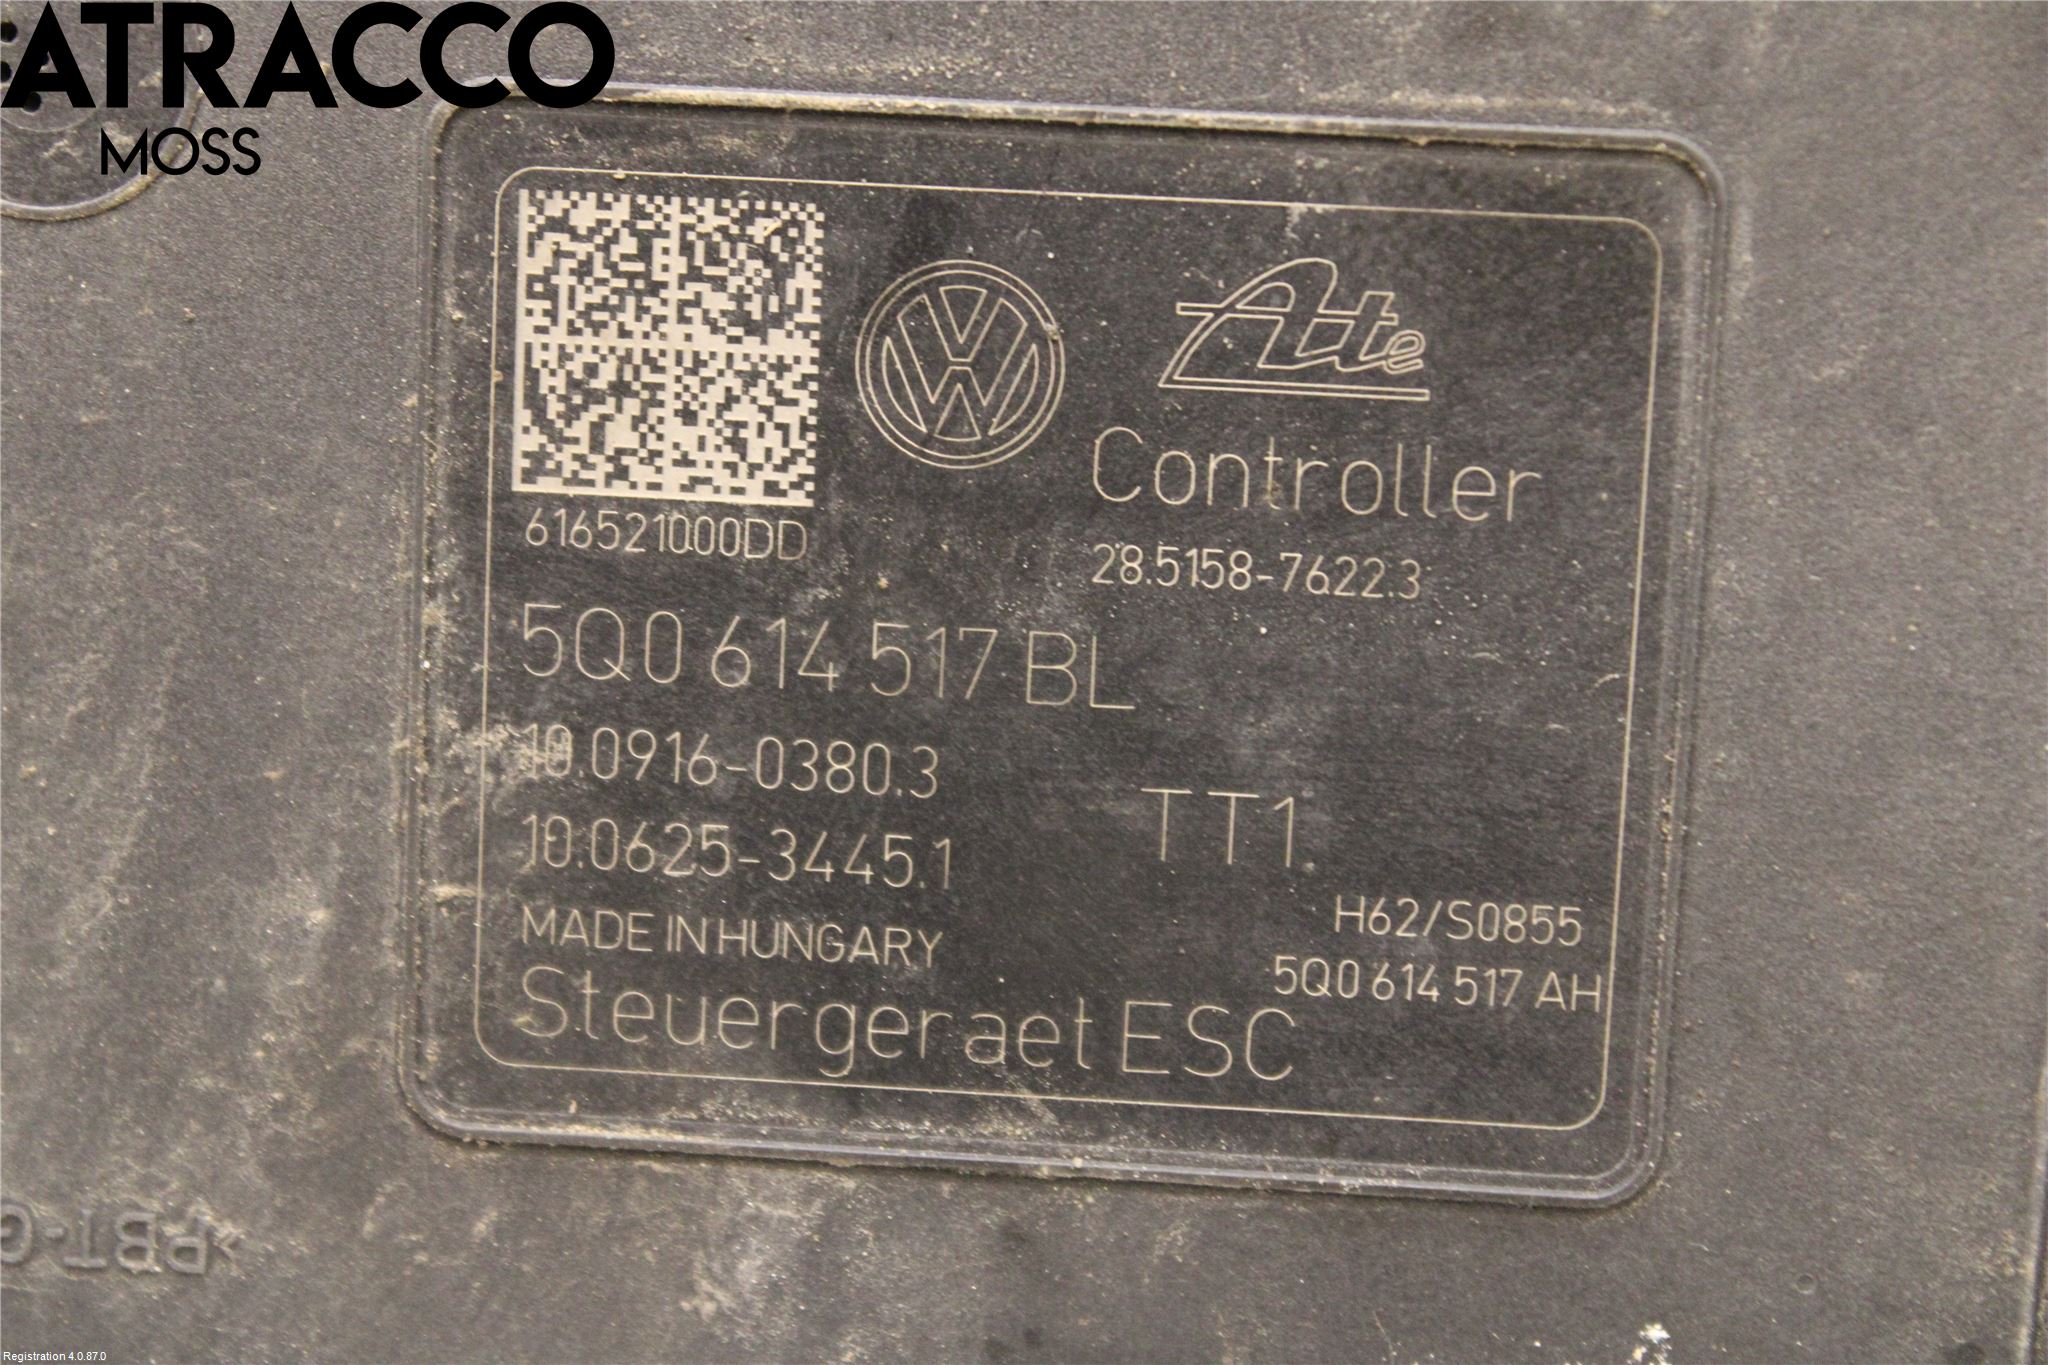 ATRACCO
MOSS
Ate
Controller
616521000DD
28.5158-7622.3
5Q0 614 517 BL
10.0916-0380.3
10.0625-3445.1
TT1
MADE IN HUNGARY
H62/S0855
5Q0 614 517 AH
Steuergeraet ESC
>PBT-G
Registration 4.0.87.0